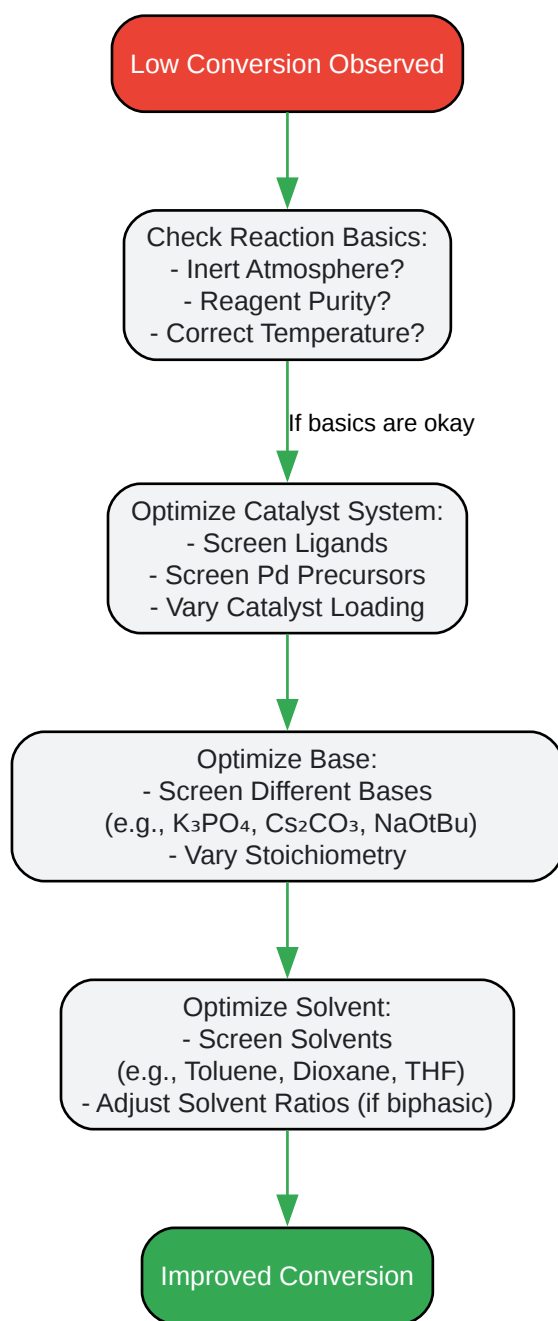 Low Conversion Observed
Check Reaction Basics:
- Inert Atmosphere?
- Reagent Purity?
- Correct Temperature?
If basics are okay
Optimize Catalyst System:
- Screen Ligands
- Screen Pd Precursors
- Vary Catalyst Loading
Optimize Base:
- Screen Different Bases
(e.g., K₃PO₄, Cs₂CO₃, NaOtBu)
- Vary Stoichiometry
Optimize Solvent:
- Screen Solvents
(e.g., Toluene, Dioxane, THF)
- Adjust Solvent Ratios (if biphasic)
Improved Conversion